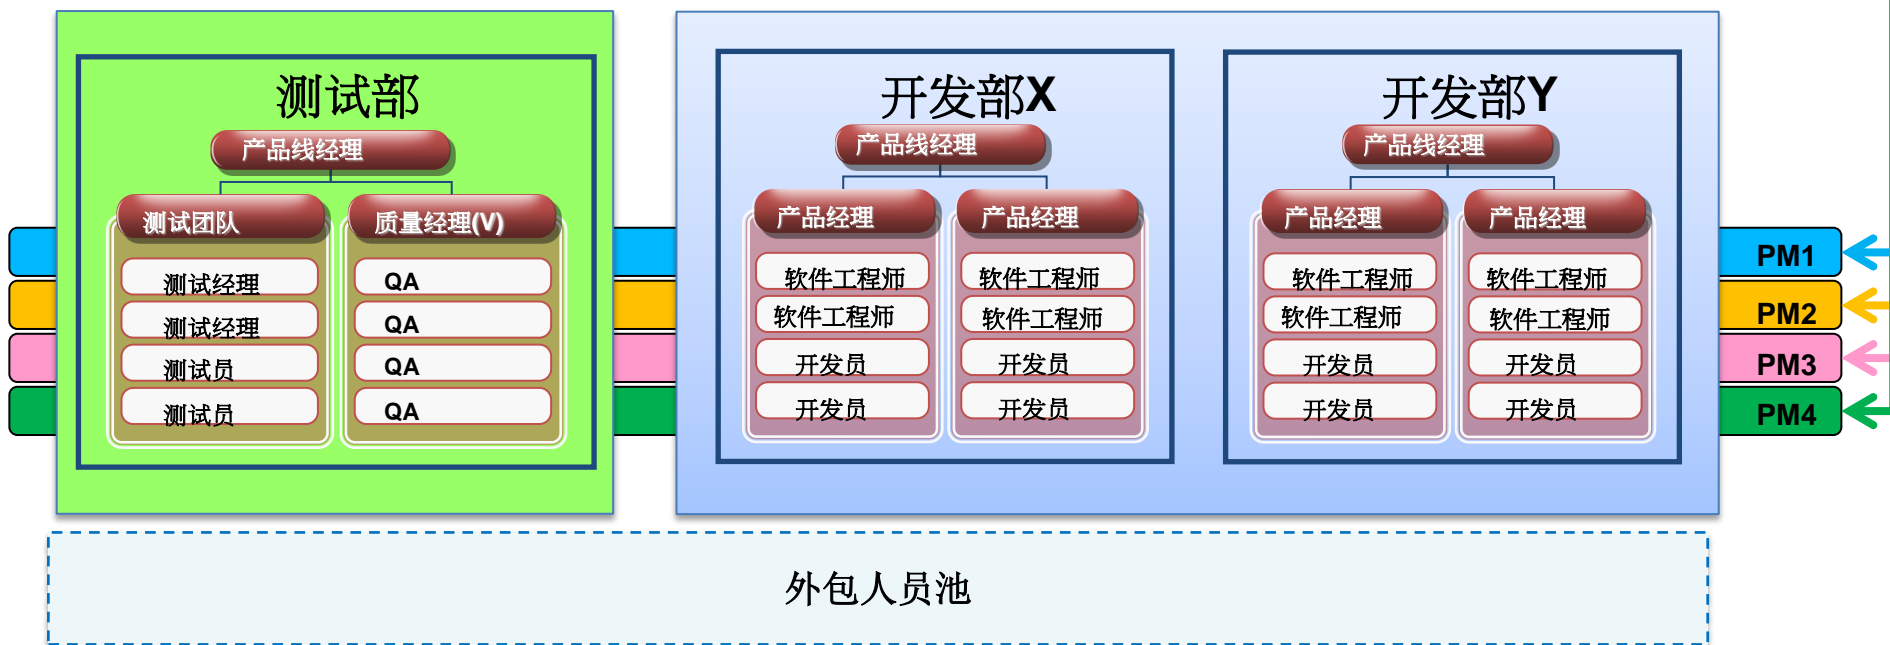 测试部
产品线经理
测试团队
测试经理
测试经理
测试员
测试员
质量经理(V)
QA
QA
QA
QA
开发部X
产品线经理
产品经理
软件工程师
软件工程师
开发员
开发员
产品经理
软件工程师
软件工程师
开发员
开发员
开发部Y
产品线经理
产品经理
软件工程师
软件工程师
开发员
开发员
产品经理
软件工程师
软件工程师
开发员
开发员
PM1
PM2
PM3
PM4
外包人员池